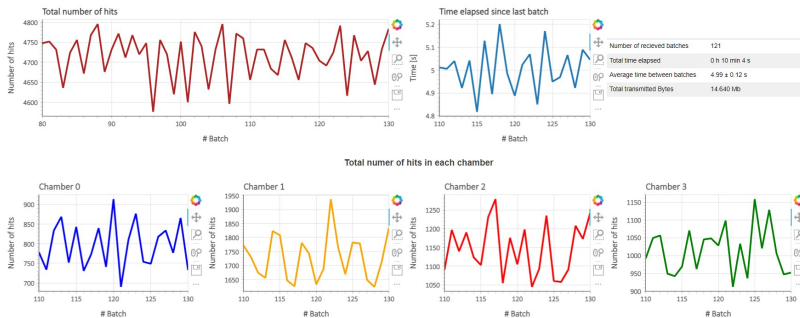 Total number of hits
Number of hits
4800
4750
4700
4650
4600
80
90
100
110
120
130
# Batch
Time elapsed since last batch
Time [s]
5.2
5.1
5
4.9
4.8
110
115
120
125
130
# Batch
Number of recieved batches 121
Total time elapsed 0 h 10 min 4 s
Average time between batches 4.99 ± 0.12 s
Total transmitted Bytes 14.640 Mb
Total numer of hits in each chamber
Chamber 0
Number of hits
900
850
800
750
700
110
115
120
125
130
# Batch
Chamber 1
Number of hits
1950
1900
1850
1800
1750
1700
1650
110
115
120
125
130
# Batch
Chamber 2
Number of hits
1250
1200
1150
1100
1050
110
115
120
125
130
# Batch
Chamber 3
Number of hits
1150
1100
1050
1000
950
900
110
115
120
125
130
# Batch